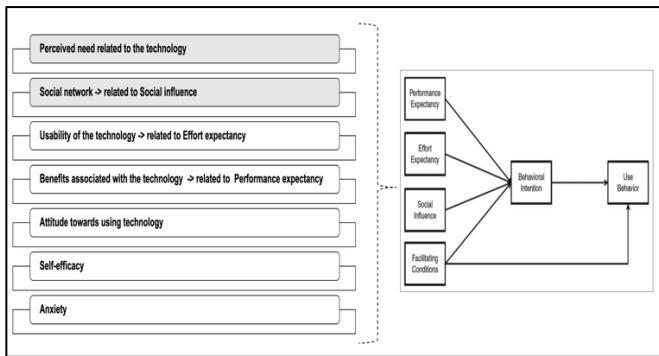 Perceived need related to the technology
Social network -> related to Social influence
Usability of the technology -> related to Effort expectancy
Benefits associated with the technology -> related to Performance expectancy
Attitude towards using technology
Self-efficacy
Anxiety
Performance
Expectancy
Effort
Expectancy
Social
Influence
Facilitating
Conditions
Behavioral
Intention
Use
Behavior